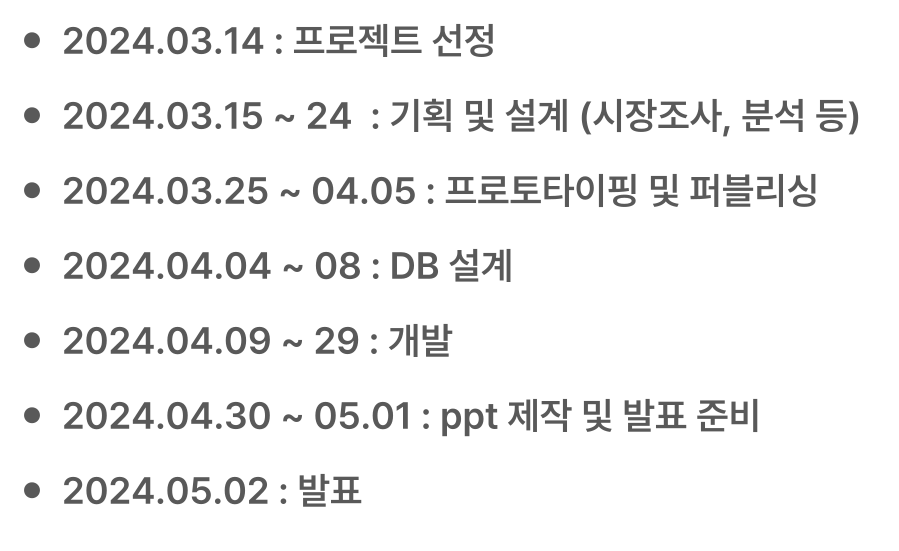 • 2024.03.14 : 프로젝트 선정
• 2024.03.15 ~ 24 : 기획 및 설계 (시장조사, 분석 등)
• 2024.03.25 ~ 04.05 : 프로토타이핑 및 퍼블리싱
• 2024.04.04 ~ 08 : DB 설계
• 2024.04.09 ~ 29 : 개발
• 2024.04.30 ~ 05.01 : ppt 제작 및 발표 준비
• 2024.05.02 : 발표